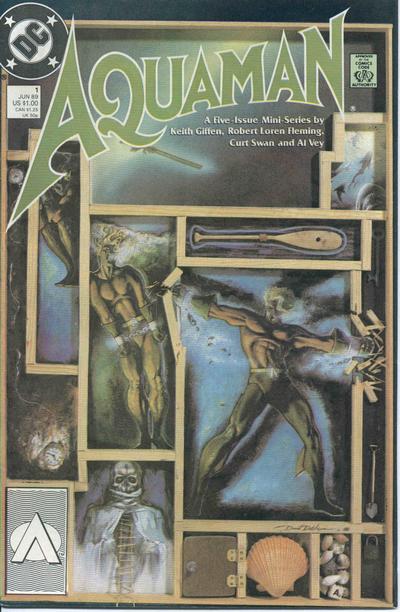 DC
AQUAMAN
APPROVED
BY THE
COMICS
CODE
AUTHORITY
1
JUN 89
US $1.00
CAN $1.25
UK 50p
A Five-Issue Mini-Series by
Keith Giffen, Robert Loren Fleming,
Curt Swan and Al Vey